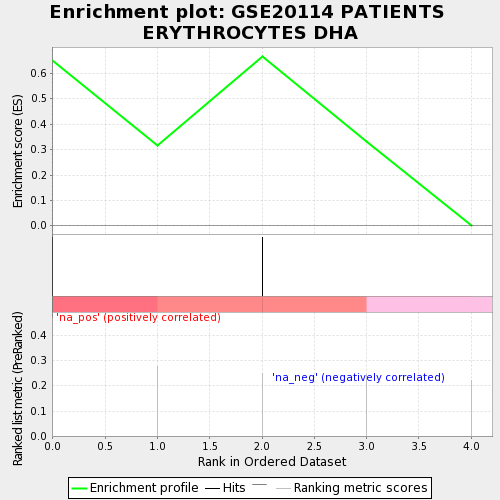 Enrichment plot: GSE20114 PATIENTS
ERYTHROCYTES DHA
Enrichment score (ES)
0.6
0.5
0.4
0.3
0.2
0.1
0.0
'na_pos' (positively correlated)
Ranked list metric (PreRanked)
0.4
0.3
'na_neg' (negatively correlated)
0.2
0.1
0.0
0.0 0.5 1.0 1.5 2.0 2.5 3.0 3.5 4.0
Rank in Ordered Dataset
Enrichment profile Hits Ranking metric scores